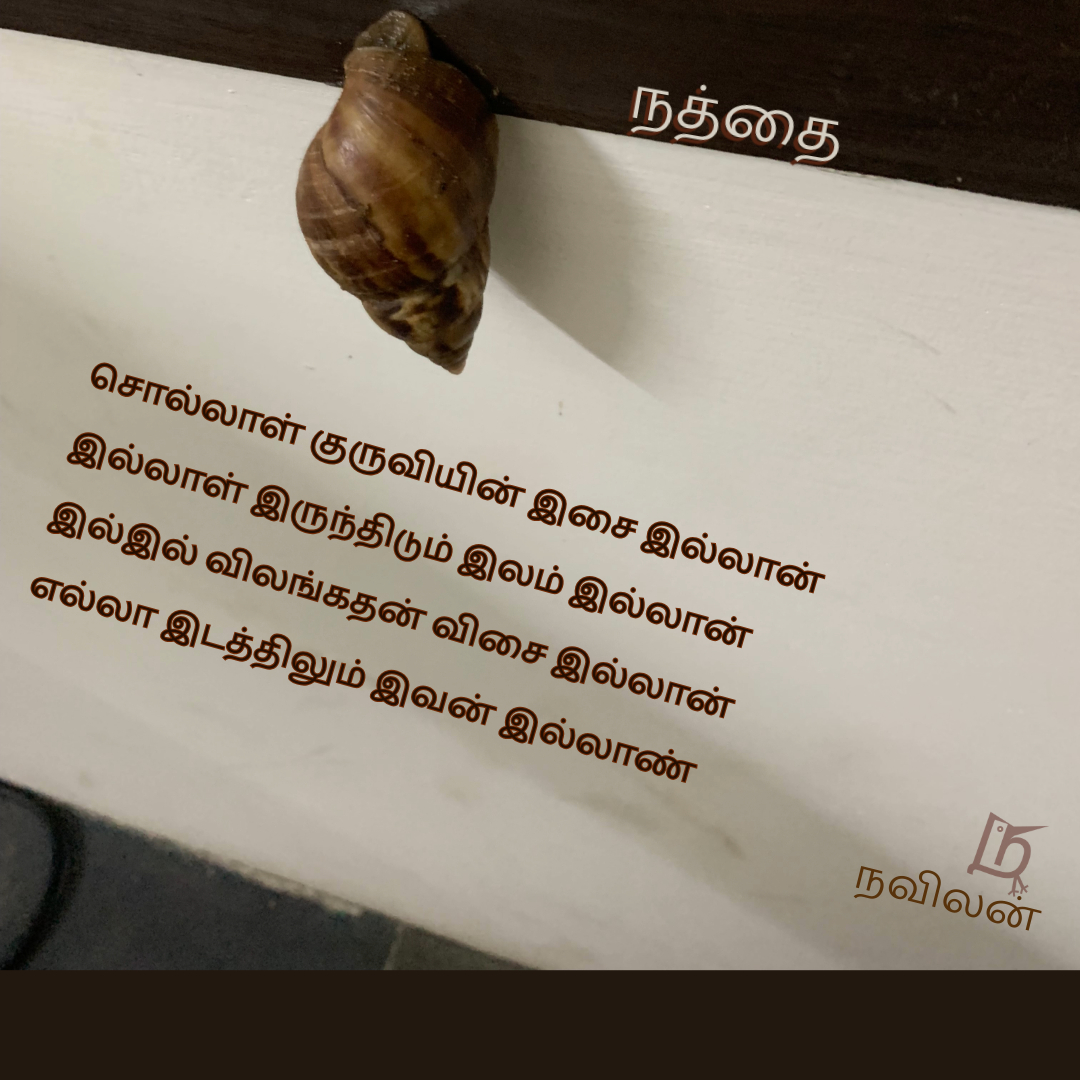 நத்தை
சொல்லாள் குருவியின் இசை இல்லான்
இல்லாள் இருந்திடும் இலம் இல்லான்
இல்இல் விலங்கதன் விசை இல்லான்
எல்லா இடத்திலும் இவன் இல்லாண்
நவிலன்